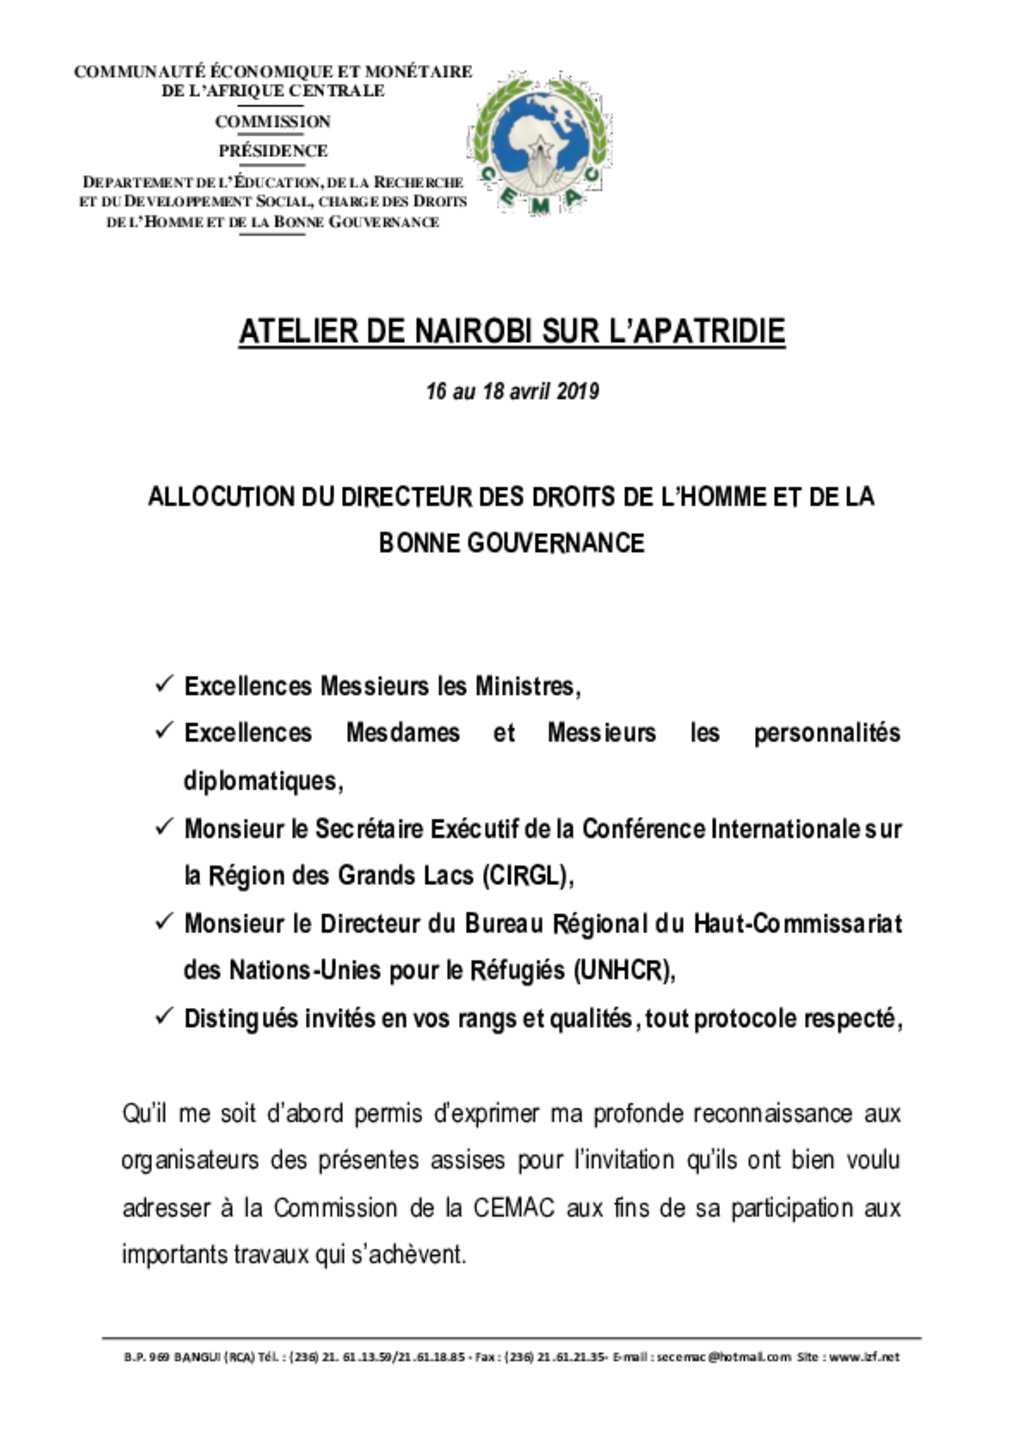 COMMUNAUTÉ ÉCONOMIQUE ET MONÉTAIRE
DE L’AFRIQUE CENTRALE
COMMISSION
PRÉSIDENCE
DEPARTEMENT DE L’ÉDUCATION, DE LA RECHERCHE
ET DU DEVELOPPEMENT SOCIAL, CHARGE DES DROITS
DE L’HOMME ET DE LA BONNE GOUVERNANCE
CEMAC
ATELIER DE NAIROBI SUR L’APATRIDIE
16 au 18 avril 2019
ALLOCUTION DU DIRECTEUR DES DROITS DE L’HOMME ET DE LA
BONNE GOUVERNANCE
✓ Excellences Messieurs les Ministres,
✓ Excellences Mesdames et Messieurs les personnalités
diplomatiques,
✓ Monsieur le Secrétaire Exécutif de la Conférence Internationale sur
la Région des Grands Lacs (CIRGL),
✓ Monsieur le Directeur du Bureau Régional du Haut-Commissariat
des Nations-Unies pour le Réfugiés (UNHCR),
✓ Distingués invités en vos rangs et qualités, tout protocole respecté,
Qu’il me soit d’abord permis d’exprimer ma profonde reconnaissance aux
organisateurs des présentes assises pour l’invitation qu’ils ont bien voulu
adresser à la Commission de la CEMAC aux fins de sa participation aux
importants travaux qui s’achèvent.
B.P. 969 BANGUI (RCA) Tél. : (236) 21. 61.13.59/21.61.18.85 - Fax : (236) 21.61.21.35- E-mail : secemac@hotmail.com Site : www.izf.net